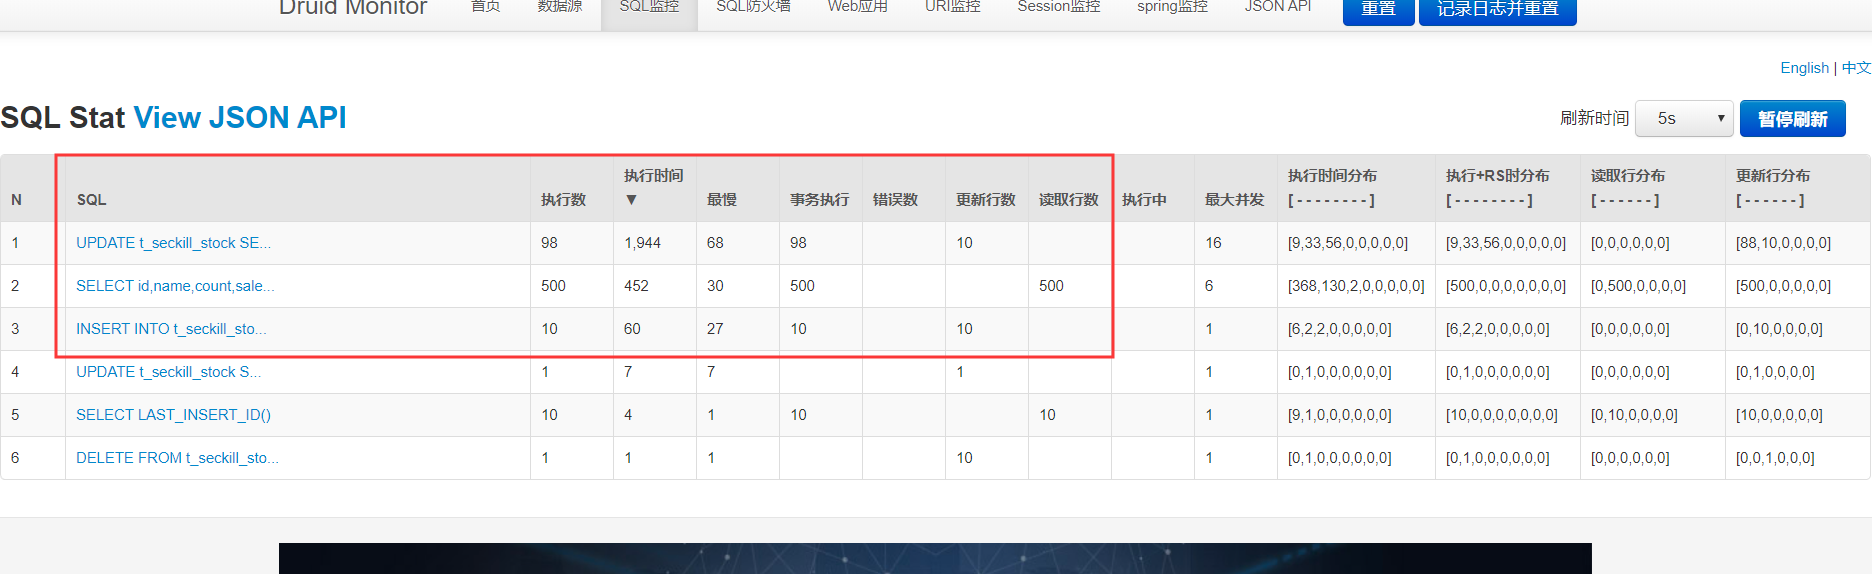 Druid Monitor 首页 数据源 SQL监控 SQL防火墙 Web应用 URI监控 Session监控 spring监控 JSON API 重置 记录日志并重置
English | 中文
SQL Stat View JSON API 刷新时间 5s 暂停刷新
N SQL 执行数 执行时间 ▼ 最慢 事务执行 错误数 更新行数 读取行数 执行中 最大并发 执行时间分布 [ - - - - - - - - ] 执行+RS时分布 [ - - - - - - - - ] 读取行分布 [ - - - - - - ] 更新行分布 [ - - - - - - ]
1 UPDATE t_seckill_stock SE... 98 1,944 68 98 10 16 [9,33,56,0,0,0,0,0] [9,33,56,0,0,0,0,0] [0,0,0,0,0,0] [88,10,0,0,0,0]
2 SELECT id,name,count,sale... 500 452 30 500 500 6 [368,130,2,0,0,0,0,0] [500,0,0,0,0,0,0,0] [0,500,0,0,0,0] [500,0,0,0,0,0]
3 INSERT INTO t_seckill_sto... 10 60 27 10 10 1 [6,2,2,0,0,0,0,0] [6,2,2,0,0,0,0,0] [0,0,0,0,0,0] [0,10,0,0,0,0]
4 UPDATE t_seckill_stock S... 1 7 7 1 1 [0,1,0,0,0,0,0,0] [0,1,0,0,0,0,0,0] [0,0,0,0,0,0] [0,1,0,0,0,0]
5 SELECT LAST_INSERT_ID() 10 4 1 10 10 1 [9,1,0,0,0,0,0,0] [10,0,0,0,0,0,0,0] [0,10,0,0,0,0] [10,0,0,0,0,0]
6 DELETE FROM t_seckill_sto... 1 1 1 10 1 [0,1,0,0,0,0,0,0] [0,1,0,0,0,0,0,0] [0,0,0,0,0,0] [0,0,1,0,0,0]